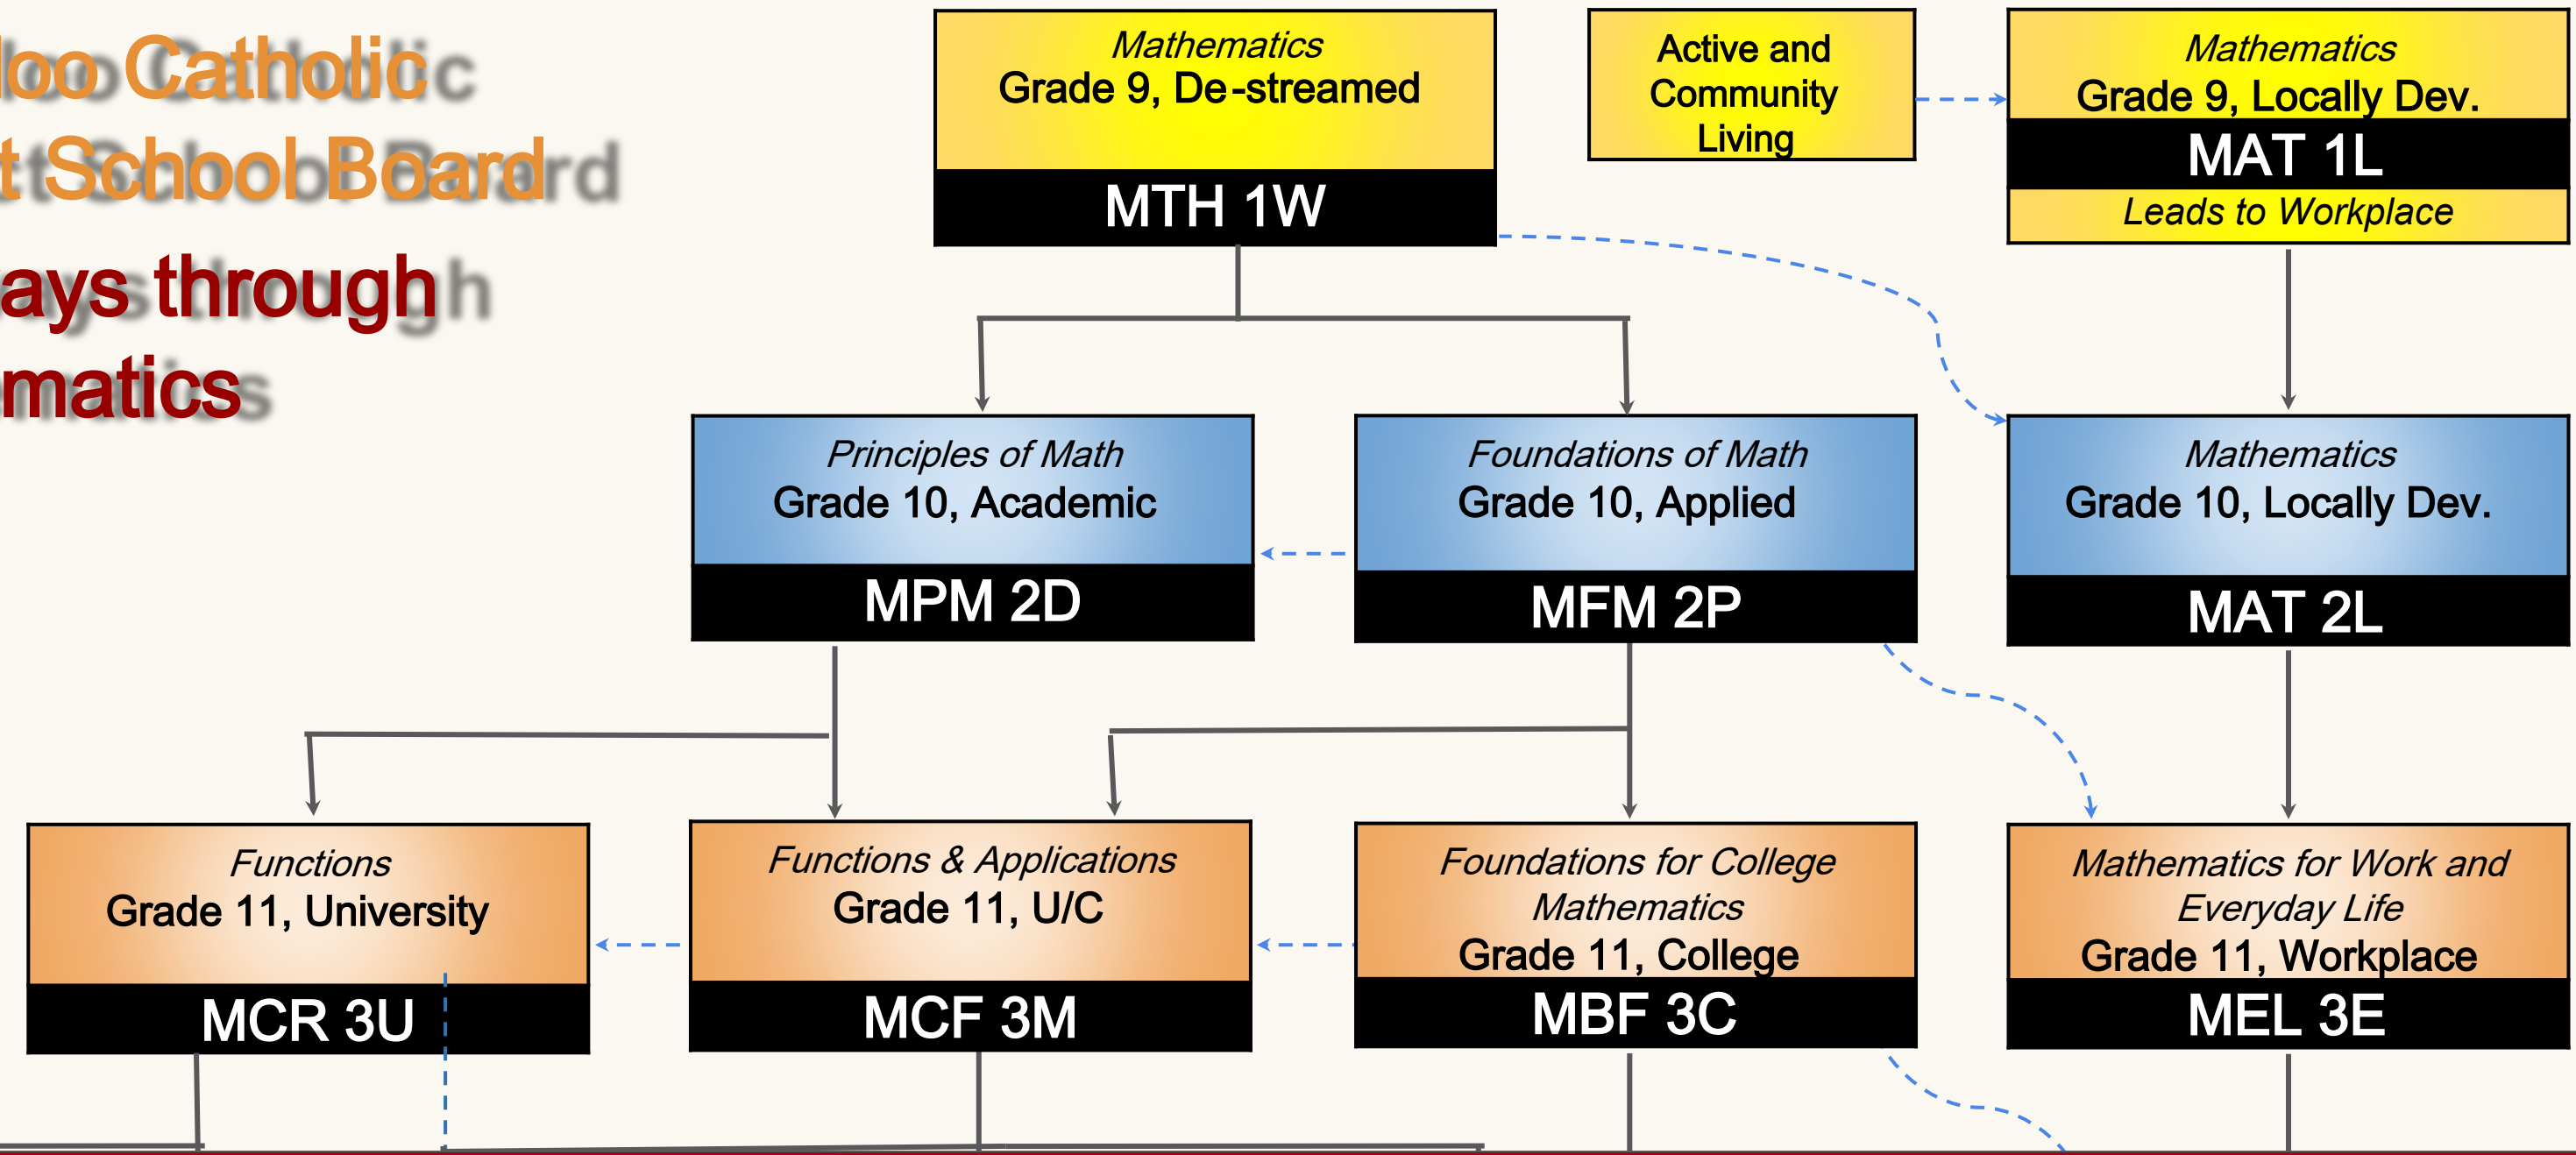 Catholic
School Board
through
Mathematics
Grade 9, De-streamed
MTH 1W
Active and
Community
Living
Mathematics
Grade 9, Locally Dev.
MAT 1L
Leads to Workplace
Principles of Math
Grade 10, Academic
MPM 2D
Foundations of Math
Grade 10, Applied
MFM 2P
Mathematics
Grade 10, Locally Dev.
MAT 2L
Functions
Grade 11, University
MCR 3U
Functions & Applications
Grade 11, U/C
MCF 3M
Foundations for College
Mathematics
Grade 11, College
MBF 3C
Mathematics for Work and
Everyday Life
Grade 11, Workplace
MEL 3E